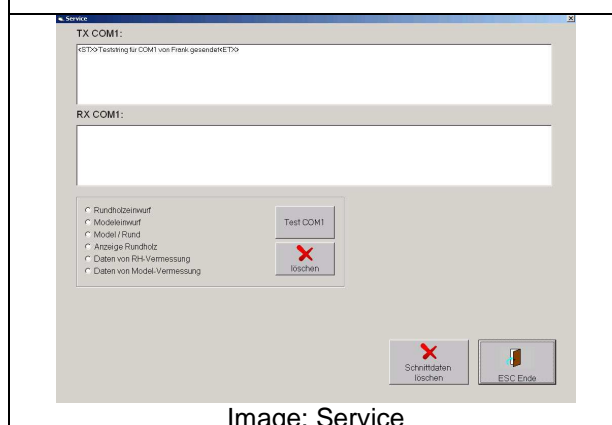 Service
TX COM1:
<STX>Teststring für COM1 von Frank gesendet<ETX>
RX COM1:
Rundholzeinwurf
Modeleinwurf
Model / Rund
Anzeige Rundholz
Daten von RH-Vermessung
Daten von Model-Vermessung
Test COM1
löschen
Schnittdaten
löschen
ESC Ende
Image: Service